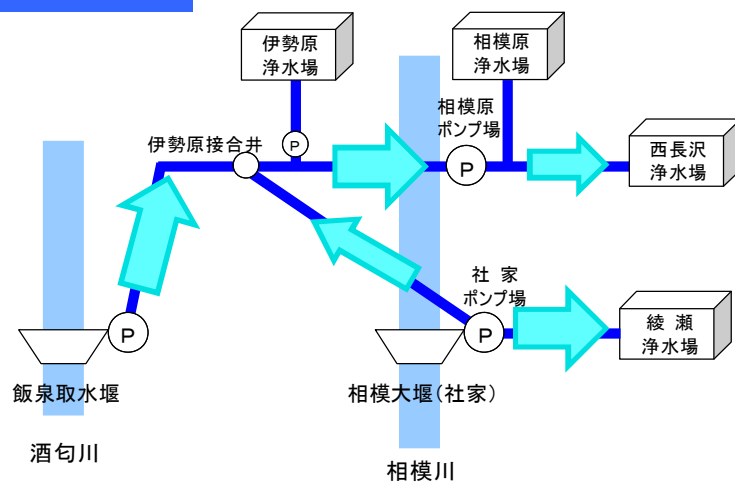 伊勢原
浄水場
相模原
浄水場
相模原
ポンプ場
伊勢原接合井
P
P
西長沢
浄水場
社 家
ポンプ場
P
P
綾 瀬
浄水場
飯泉取水堰
相模大堰(社家)
酒匂川
相模川